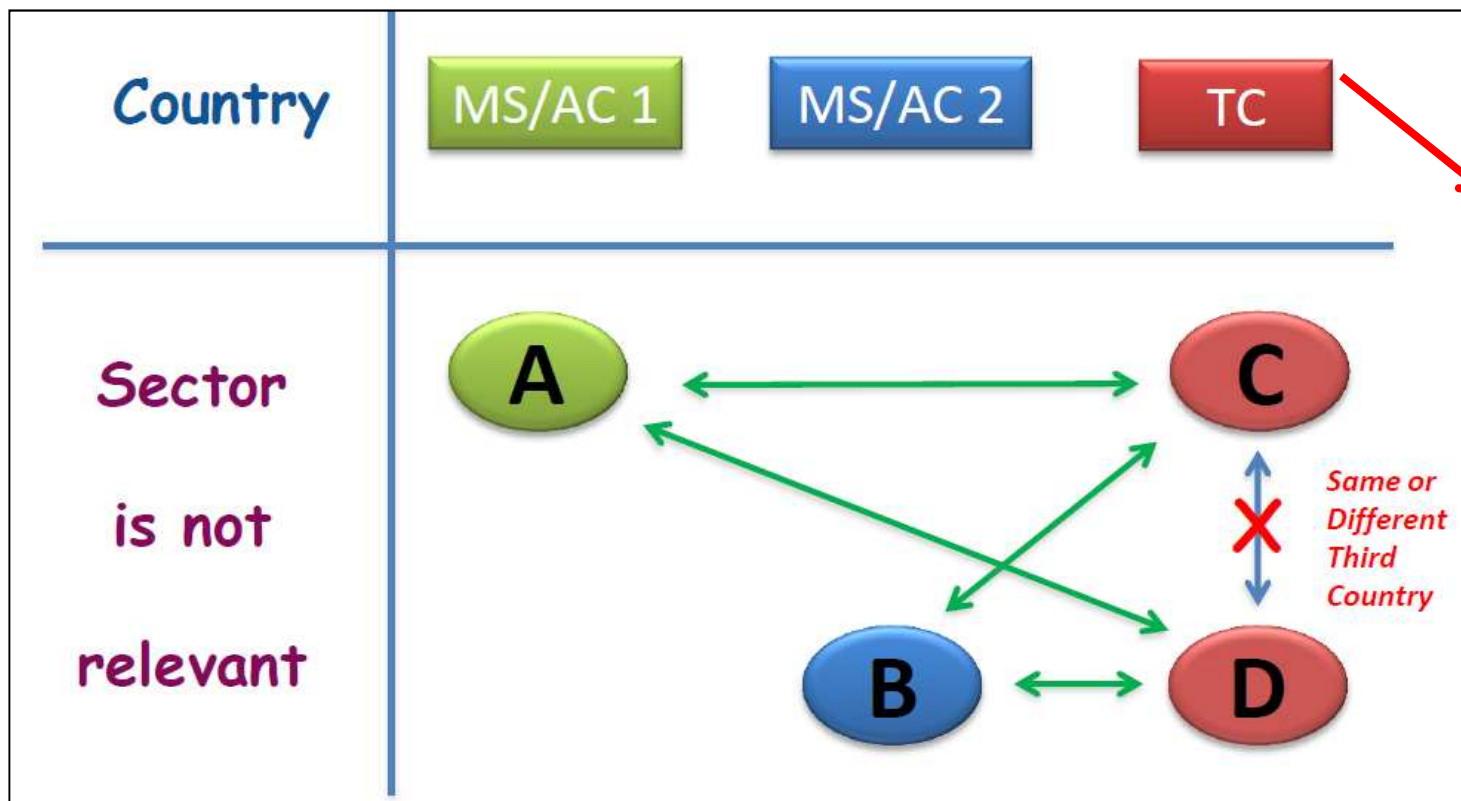 Country
MS/AC 1
MS/AC 2
TC
Sector
is not
relevant
A
C
B
D
Same or
Different
Third
Country